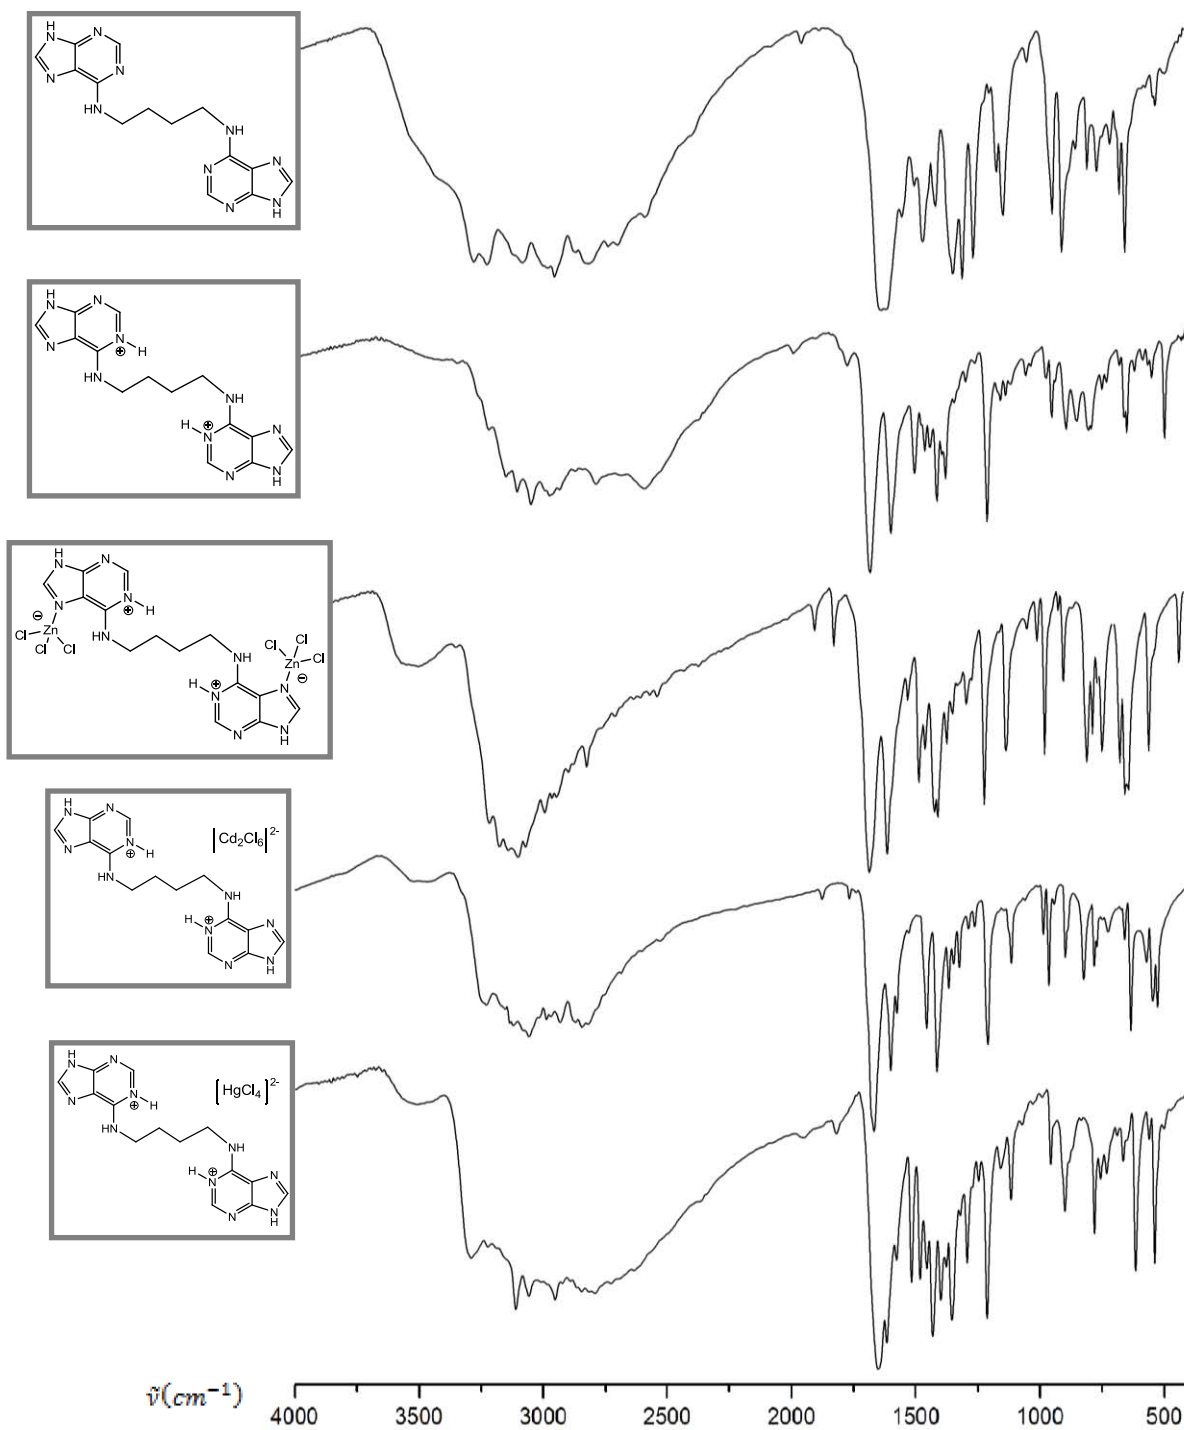 H
N N
N N
HN
NH
N N
N N
H
H
N N
N N H
⊕
HN
NH
H ⊕ N
N
N N
H
H
N N
N N H
⊖ ⊕
Cl Zn HN
Cl Cl
Cl Cl
NH Zn Cl
⊖
H ⊕ N
N
N N
H
H
N N
N N H
⊕
[Cd₂Cl₆]²⁻
HN
NH
H ⊕ N
N
N N
H
H
N N
N N H
⊕
[HgCl₄]²⁻
HN
NH
H ⊕ N
N
N N
H
ṽ(cm⁻¹)
4000 3500 3000 2500 2000 1500 1000 500